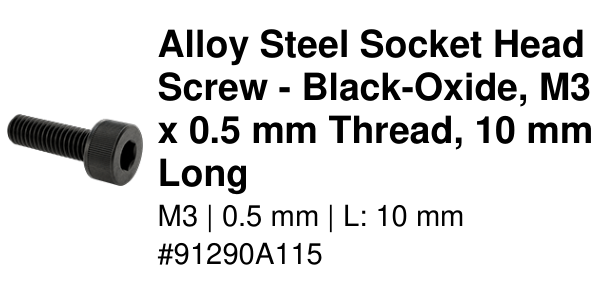 Alloy Steel Socket Head
Screw - Black-Oxide, M3
x 0.5 mm Thread, 10 mm
Long
M3 | 0.5 mm | L: 10 mm
#91290A115